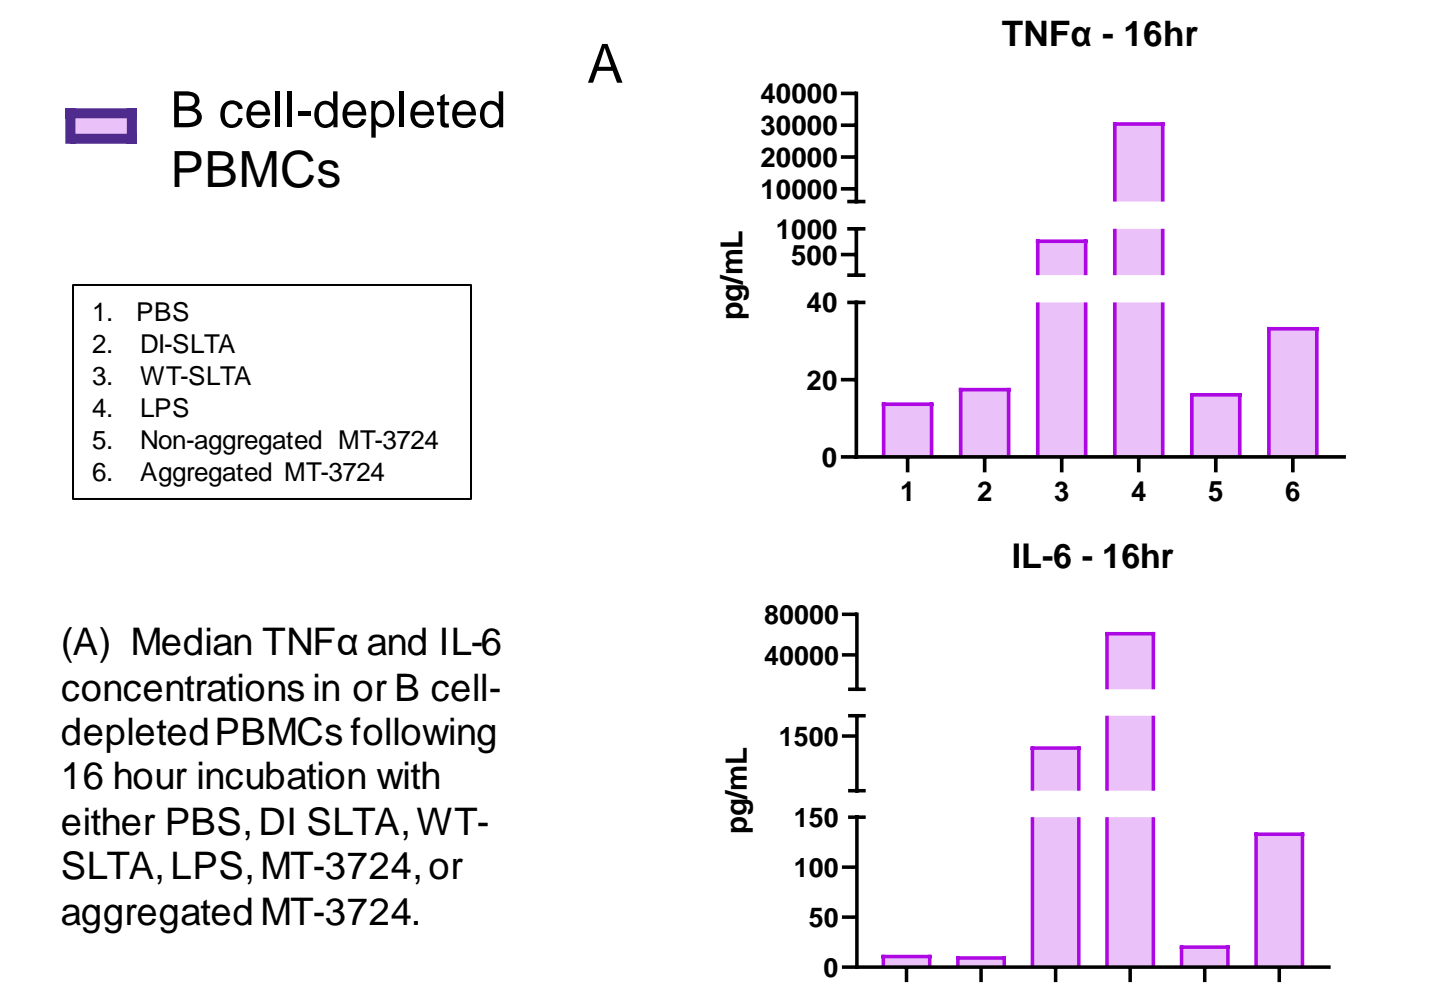 B cell-depleted
PBMCs
1. PBS
2. DI-SLTA
3. WT-SLTA
4. LPS
5. Non-aggregated MT-3724
6. Aggregated MT-3724
(A) Median TNFα and IL-6
concentrations in or B cell-
depleted PBMCs following
16 hour incubation with
either PBS, DI SLTA, WT-
SLTA, LPS, MT-3724, or
aggregated MT-3724.
A
TNFα - 16hr
pg/mL
40000
30000
20000
10000
1000
500
40
20
0
1 2 3 4 5 6
IL-6 - 16hr
pg/mL
80000
40000
1500
150
100
50
0